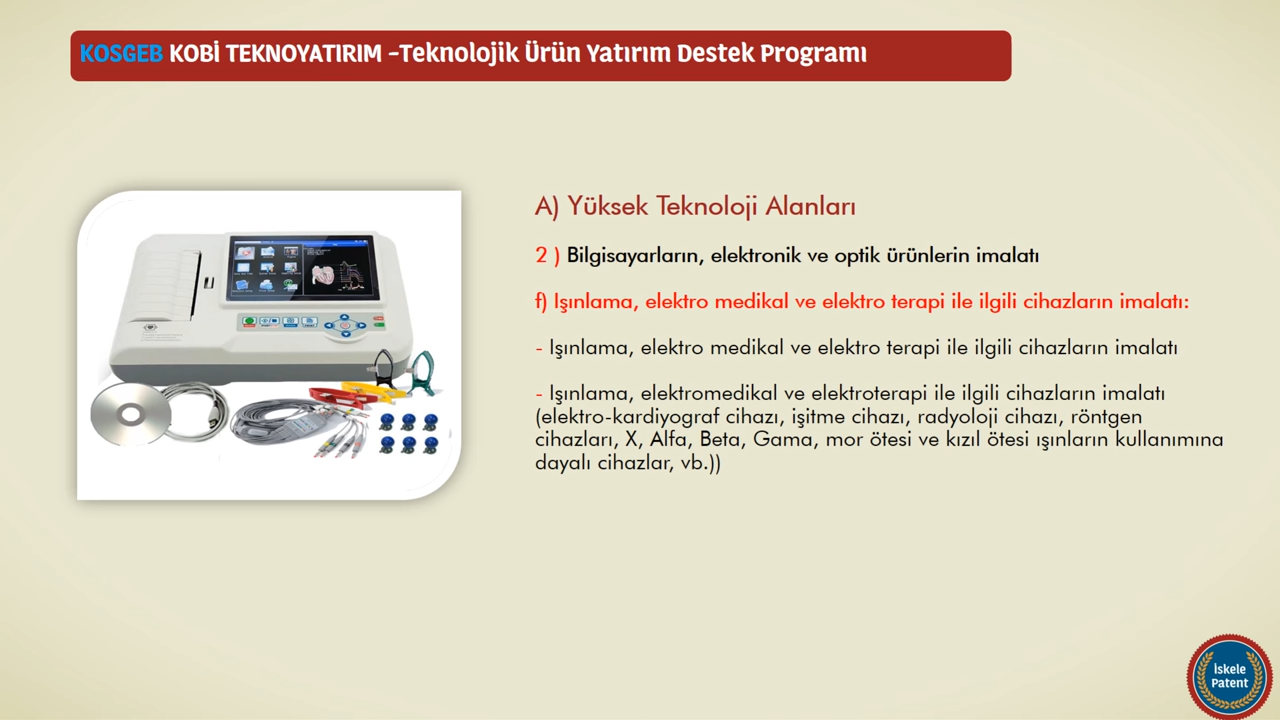 KOSGEB KOBİ TEKNOYATIRIM -Teknolojik Ürün Yatırım Destek Programı
A) Yüksek Teknoloji Alanları
2 ) Bilgisayarların, elektronik ve optik ürünlerin imalatı
f) Işınlama, elektro medikal ve elektro terapi ile ilgili cihazların imalatı:
- Işınlama, elektro medikal ve elektro terapi ile ilgili cihazların imalatı
- Işınlama, elektromedikal ve elektroterapi ile ilgili cihazların imalatı
(elektro-kardiyograf cihazı, işitme cihazı, radyoloji cihazı, röntgen
cihazları, X, Alfa, Beta, Gama, mor ötesi ve kızıl ötesi ışınların kullanımına
dayalı cihazlar, vb.))
İskele
Patent